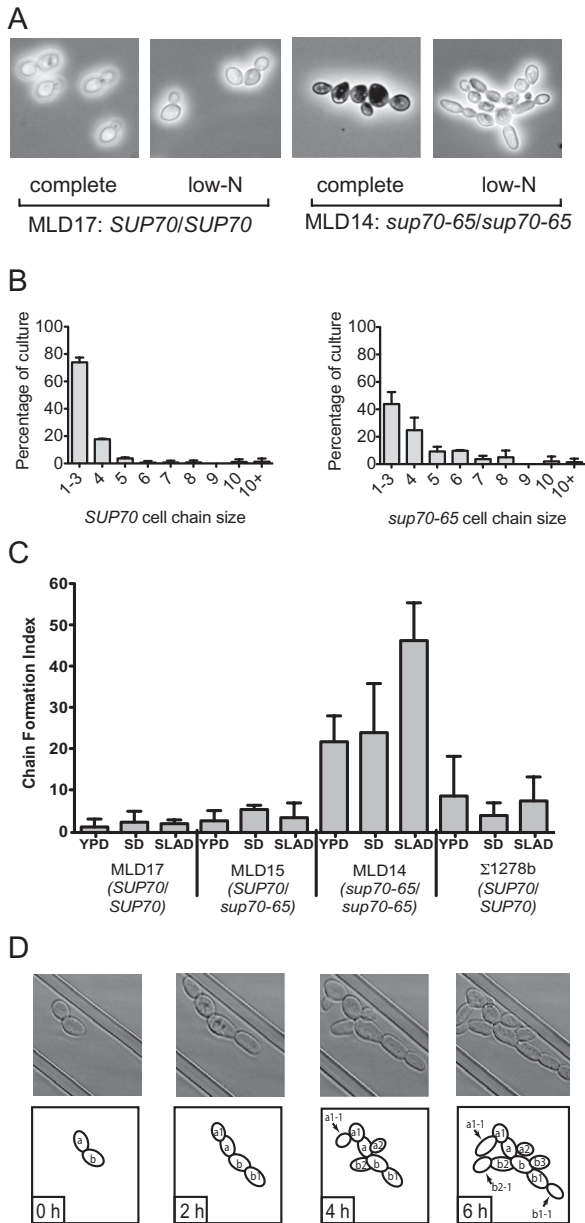 A
complete low-N complete low-N
MLD17: SUP70/SUP70 MLD14: sup70-65/sup70-65
B
Percentage of culture
100
80
60
40
20
0
1-3 4 5 6 7 8 9 10 10+
SUP70 cell chain size
Percentage of culture
100
80
60
40
20
0
1-3 4 5 6 7 8 9 10 10+
sup70-65 cell chain size
C
Chain Formation Index
60
50
40
30
20
10
0
YPD SD SLAD YPD SD SLAD YPD SD SLAD YPD SD SLAD
MLD17 MLD15 MLD14 Σ1278b
(SUP70/ (SUP70/ (sup70-65/ (SUP70/
SUP70) sup70-65) sup70-65) SUP70)
D
a
b
0 h
a1
a
b
b1
2 h
a1-1
a1
a
a2
b2
b
b1
4 h
a1-1
a1
a
a2
b2
b
b3
b1
b2-1
b1-1
6 h